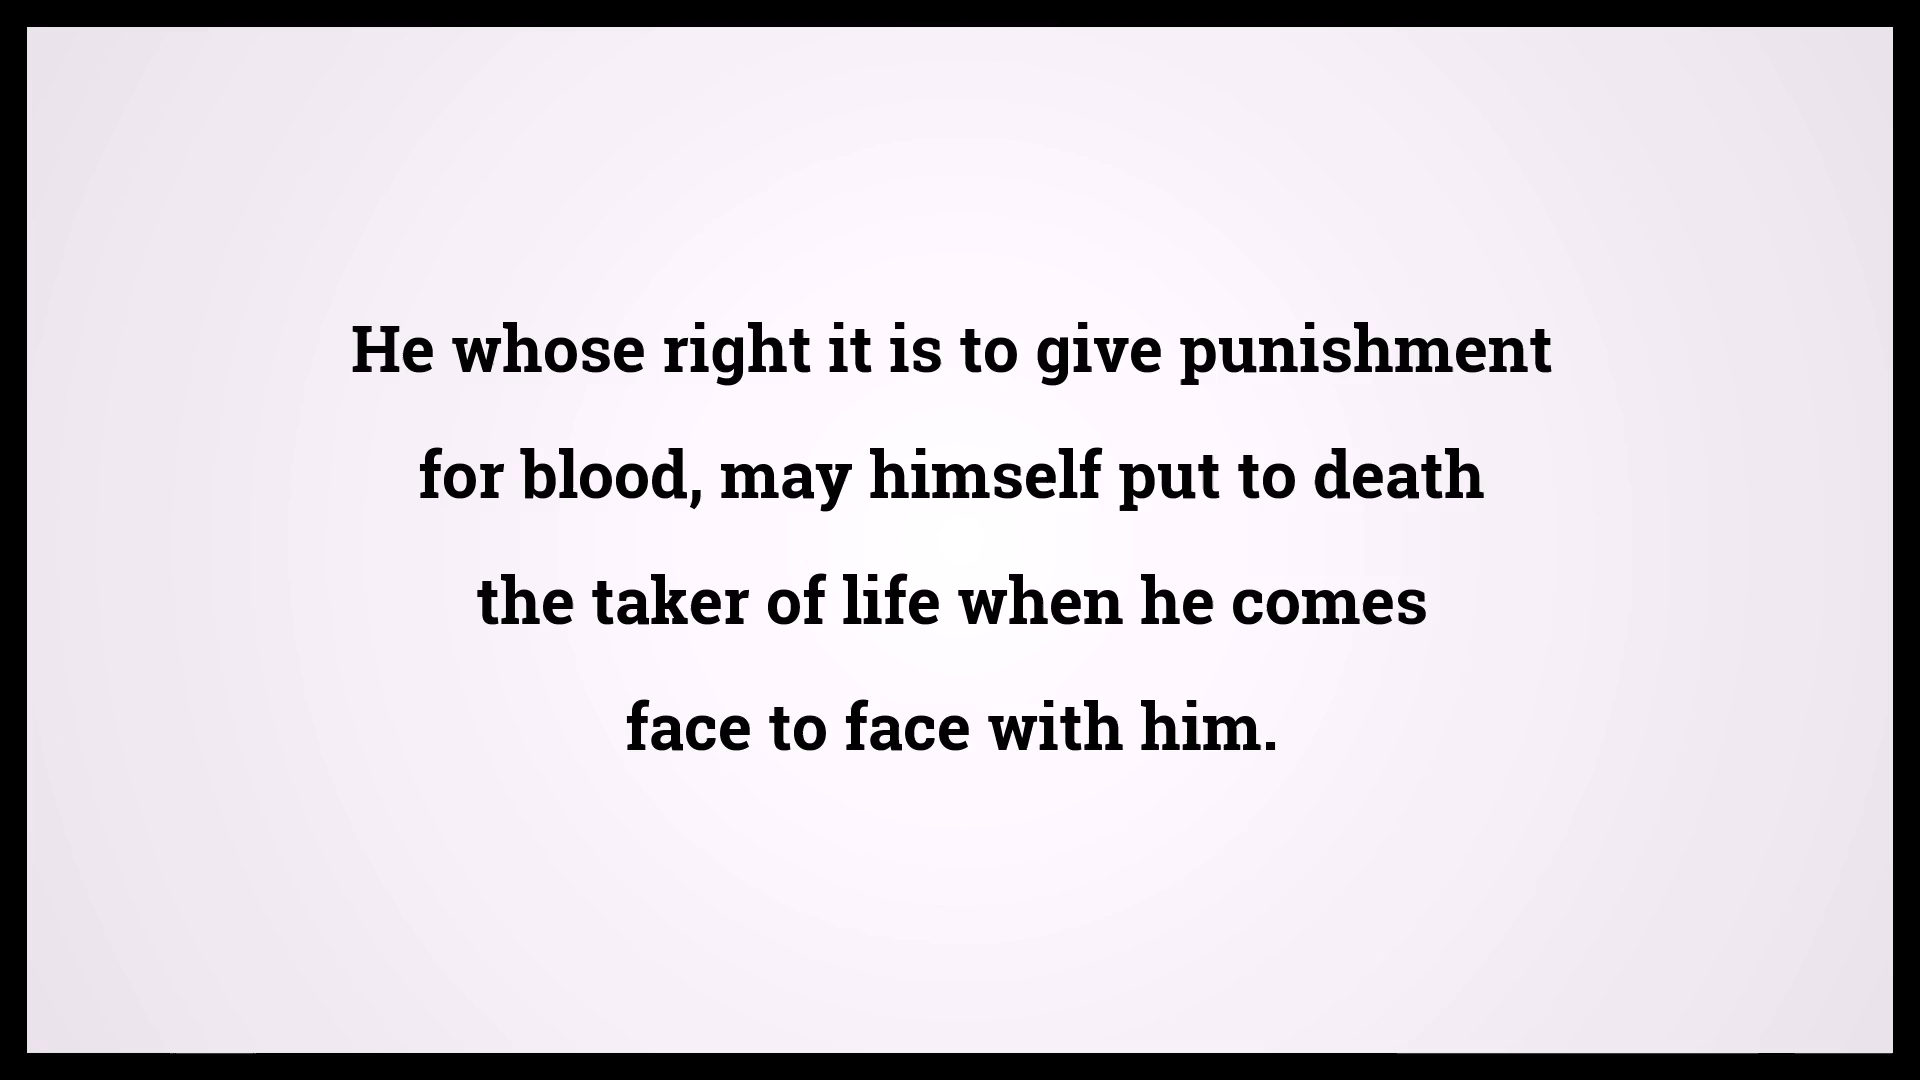 He whose right it is to give punishment
for blood, may himself put to death
the taker of life when he comes
face to face with him.